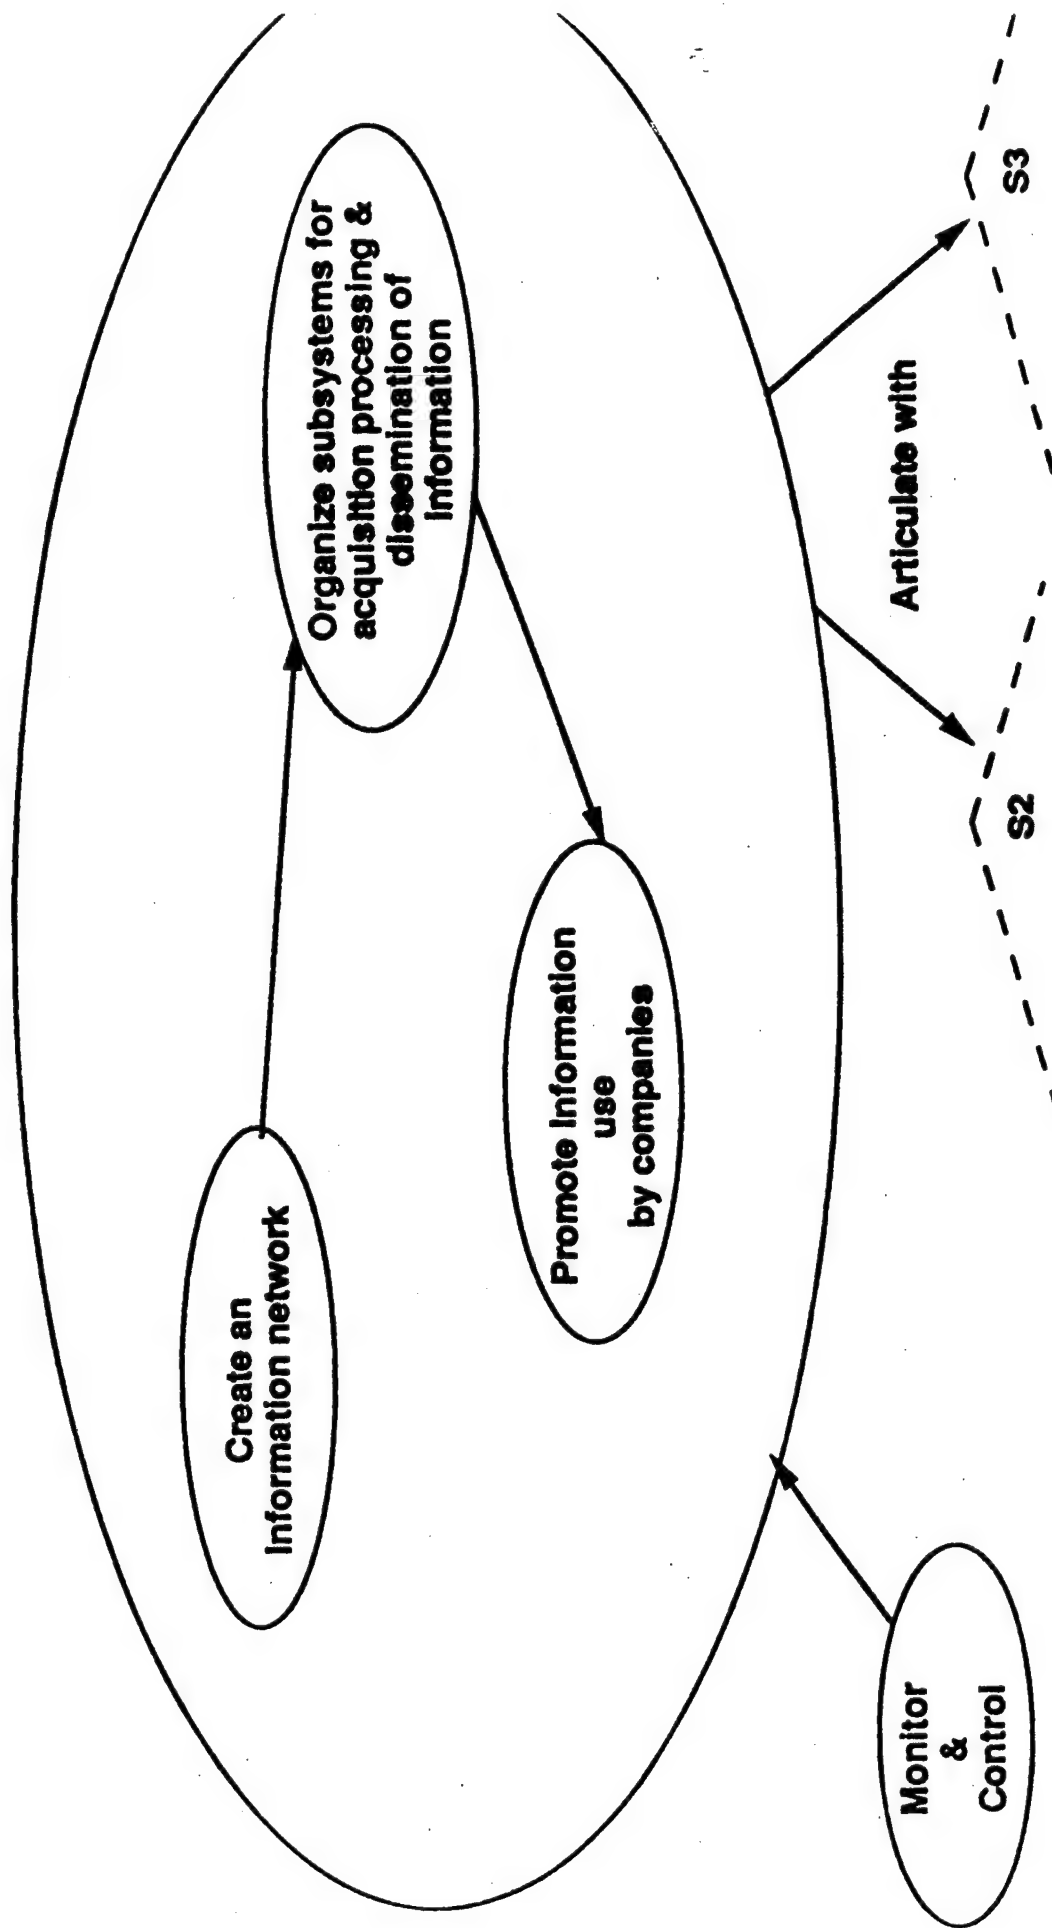 Create an
Information network
Organize subsystems for
acquisition processing &
dissemination of
Information
Promote Information
use
by companies
Monitor
&
Control
Articulate with
S2
S3